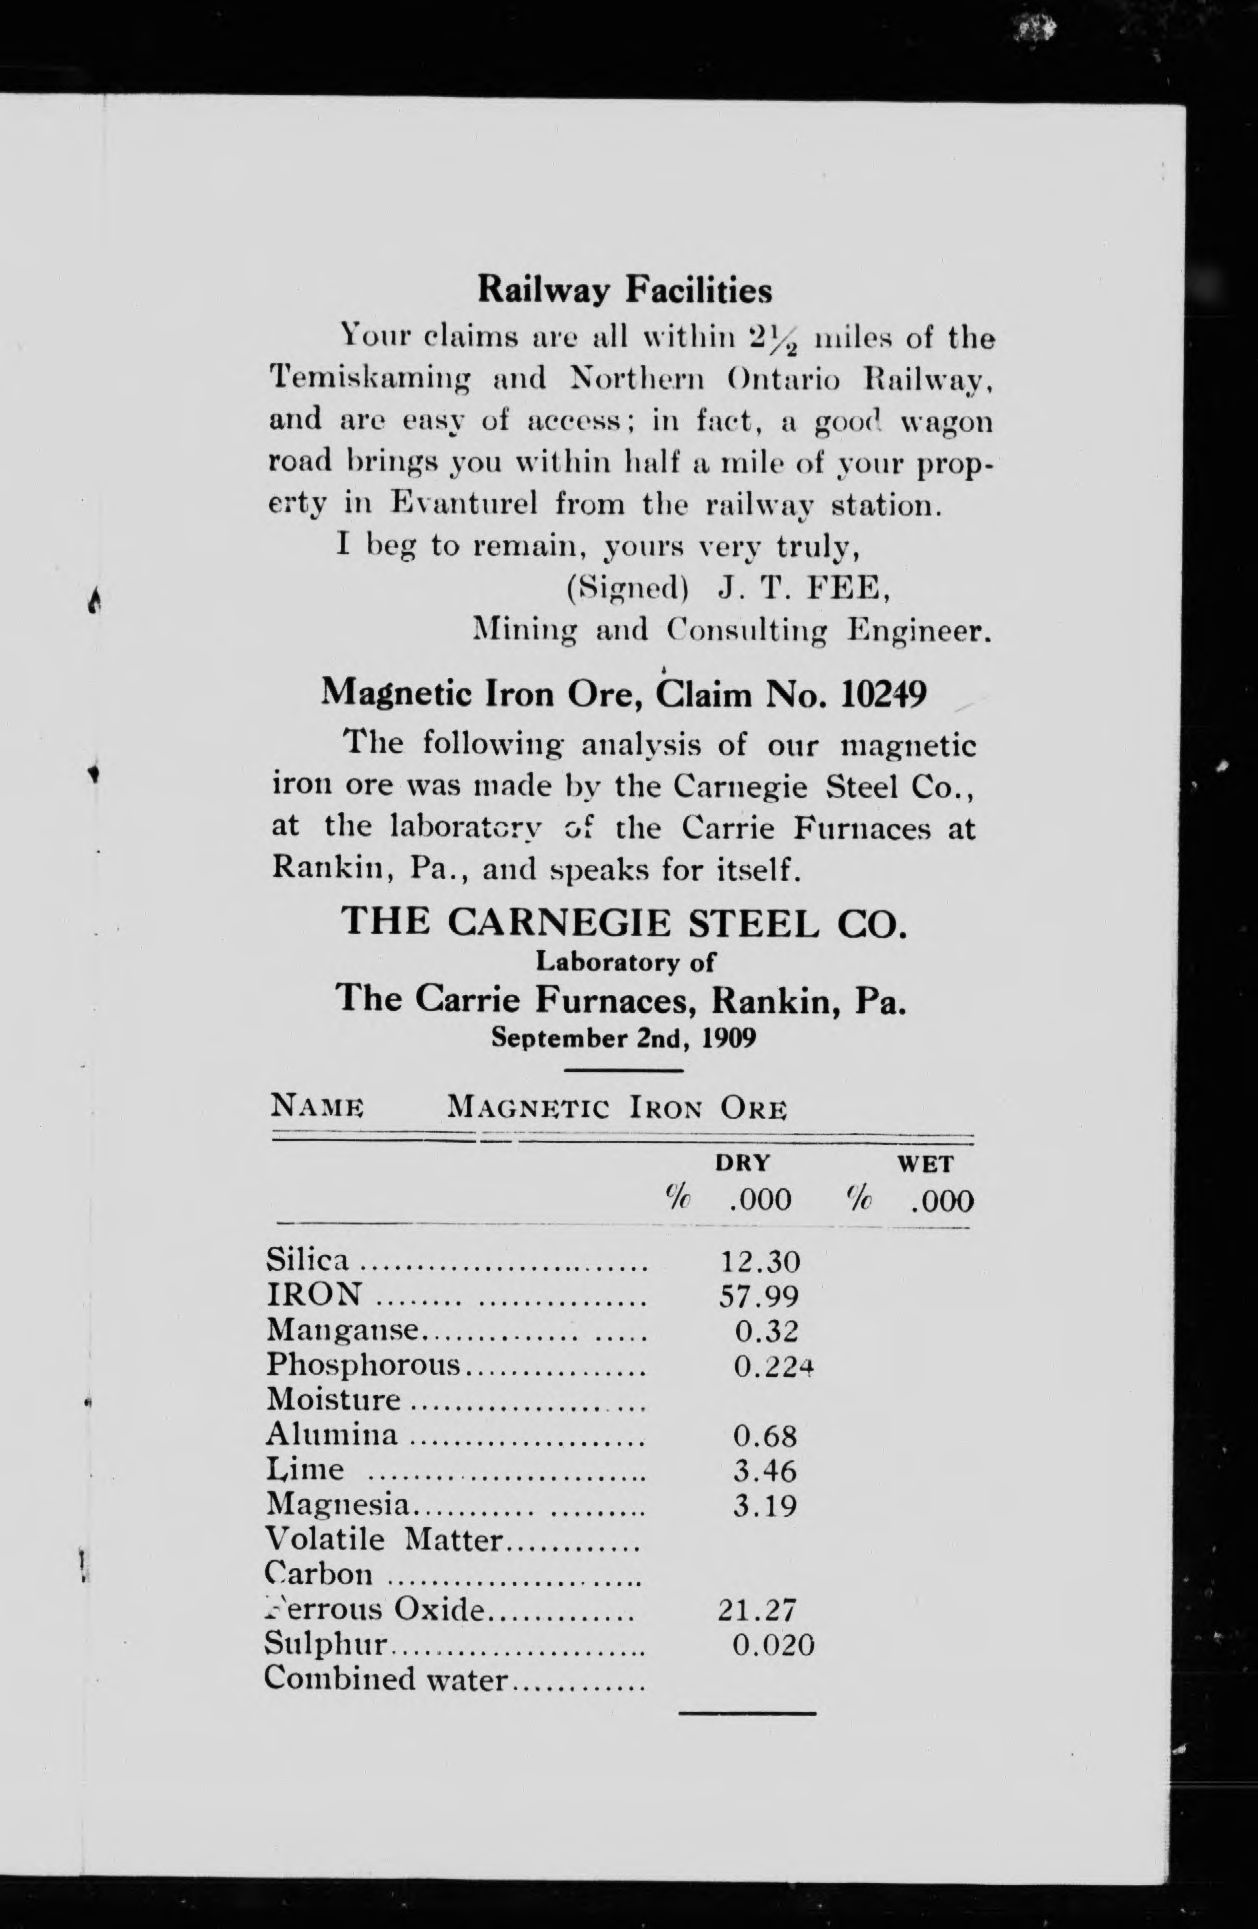 Railway Facilities
Your claims are all within 2½ miles of the
Temiskaming and Northern Ontario Railway,
and are easy of access; in fact, a good wagon
road brings you within half a mile of your prop-
erty in Evanturel from the railway station.
I beg to remain, yours very truly,
(Signed) J. T. FEE,
Mining and Consulting Engineer.
Magnetic Iron Ore, Claim No. 10249
The following analysis of our magnetic
iron ore was made by the Carnegie Steel Co.,
at the laboratory of the Carrie Furnaces at
Rankin, Pa., and speaks for itself.
THE CARNEGIE STEEL CO.
Laboratory of
The Carrie Furnaces, Rankin, Pa.
September 2nd, 1909
NAME MAGNETIC IRON ORE
DRY WET
% .000 % .000
Silica ........................... 12.30
IRON ........ ................ 57.99
Manganse.............. ..... 0.32
Phosphorous................ 0.224
Moisture ......................
Alumina ...................... 0.68
Lime .......................... 3.46
Magnesia........... ......... 3.19
Volatile Matter............
Carbon ........................
Ferrous Oxide............. 21.27
Sulphur........................ 0.020
Combined water.............